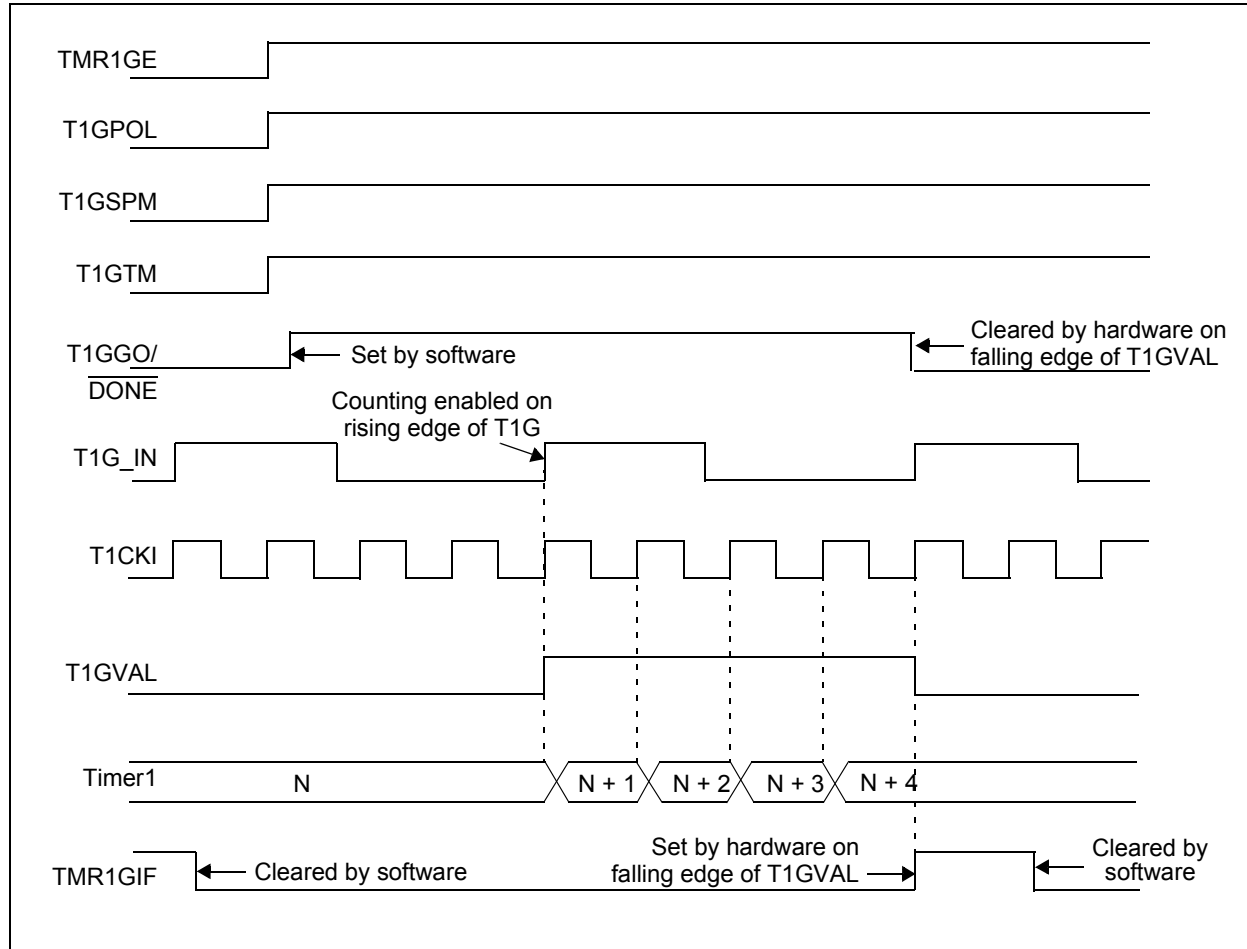 TMR1GE
T1GPOL
T1GSPM
T1GTM
T1GGO/
DONE
Set by software
Cleared by hardware on
falling edge of T1GVAL
Counting enabled on
rising edge of T1G
T1G_IN
T1CKI
T1GVAL
Timer1
N
N + 1
N + 2
N + 3
N + 4
TMR1GIF
Cleared by software
Set by hardware on
falling edge of T1GVAL
Cleared by
software